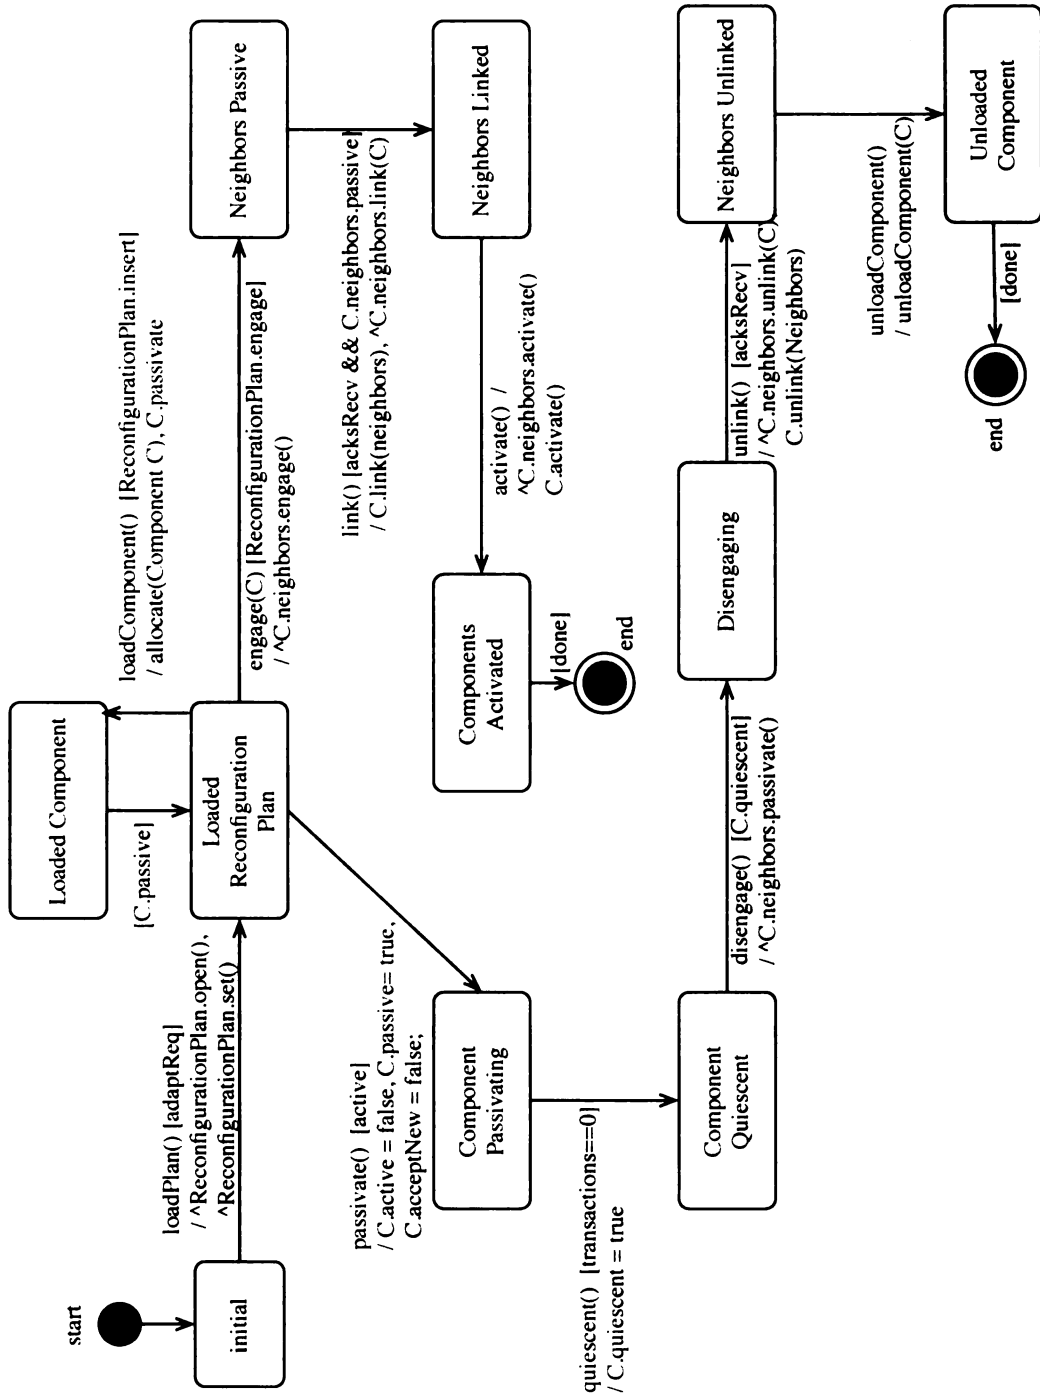 start
initial
loadPlan() [adaptReq]
/ ^ReconfigurationPlan.open(),
^ReconfigurationPlan.set()
Loaded Component
[C.passive]
Loaded
Reconfiguration
Plan
loadComponent() [ReconfigurationPlan.insert]
/ allocate(Component C), C.passivate
engage(C) [ReconfigurationPlan.engage]
/ ^C.neighbors.engage()
Neighbors Passive
link() [acksRecv && C.neighbors.passive]
/ C.link(neighbors), ^C.neighbors.link(C)
Neighbors Linked
activate() /
^C.neighbors.activate()
C.activate()
Components
Activated
[done]
end
passivate() [active]
/ C.active = false, C.passive= true,
C.acceptNew = false;
Component
Passivating
quiescent() [transactions==0]
/ C.quiescent = true
Component
Quiescent
disengage() [C.quiescent]
/ ^C.neighbors.passivate()
Disengaging
unlink() [acksRecv]
/ ^C.neighbors.unlink(C),
C.unlink(Neighbors)
Neighbors Unlinked
unloadComponent()
/ unloadComponent(C)
Unloaded
Component
[done]
end